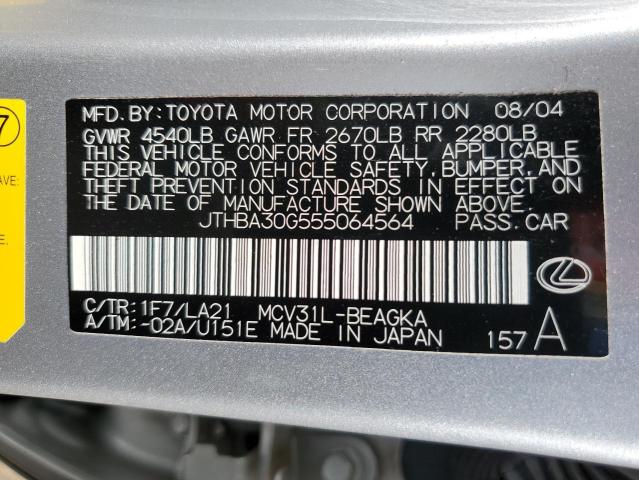 7
AVE:
MFD. BY: TOYOTA MOTOR CORPORATION 08/04
GVWR 4540LB GAWR FR 2670LB RR 2280LB
THIS VEHICLE CONFORMS TO ALL APPLICABLE
FEDERAL MOTOR VEHICLE SAFETY, BUMPER, AND
THEFT PREVENTION STANDARDS IN EFFECT ON
THE DATE OF MANUFACTURE SHOWN ABOVE.
JTHBA30G555064564 PASS. CAR
C/TR: 1F7/LA21 MCV31L-BEAGKA
A/TM: -02A/U151E MADE IN JAPAN 157 A